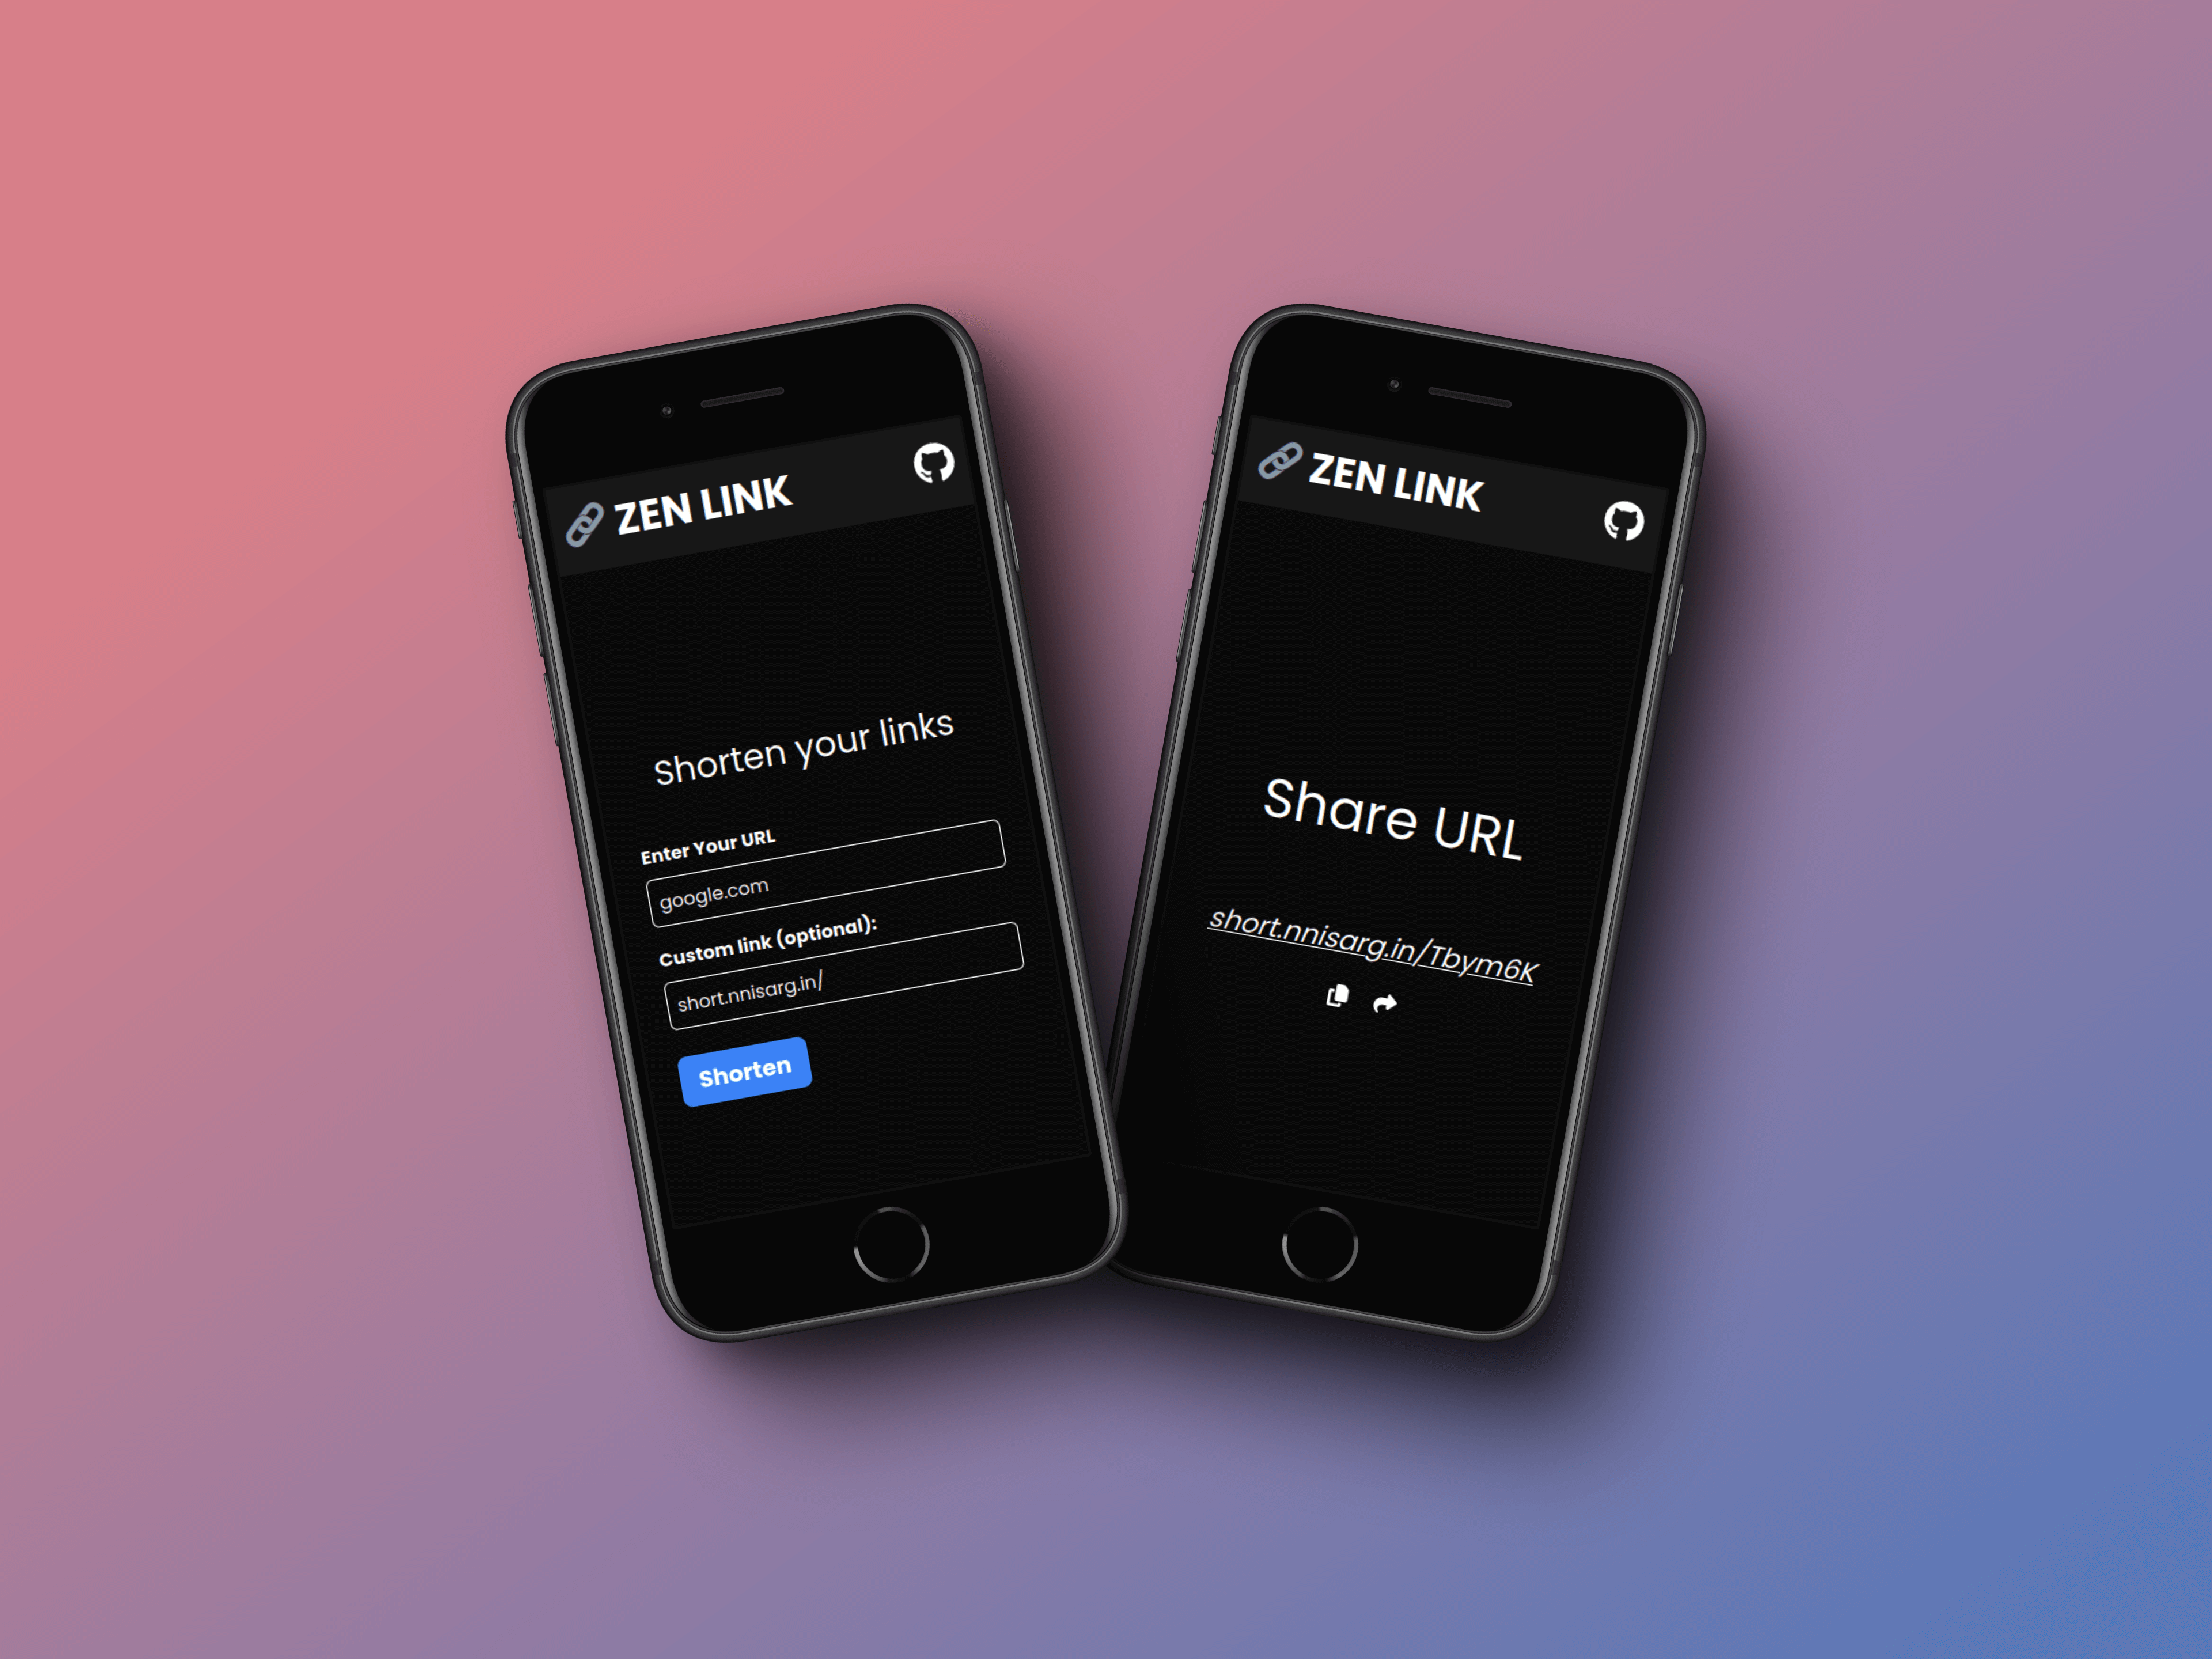 ZEN LINK
Shorten your links
Enter Your URL
google.com
Custom link (optional):
short.nnisarg.in/
Shorten
ZEN LINK
Share URL
short.nnisarg.in/Tbym6K